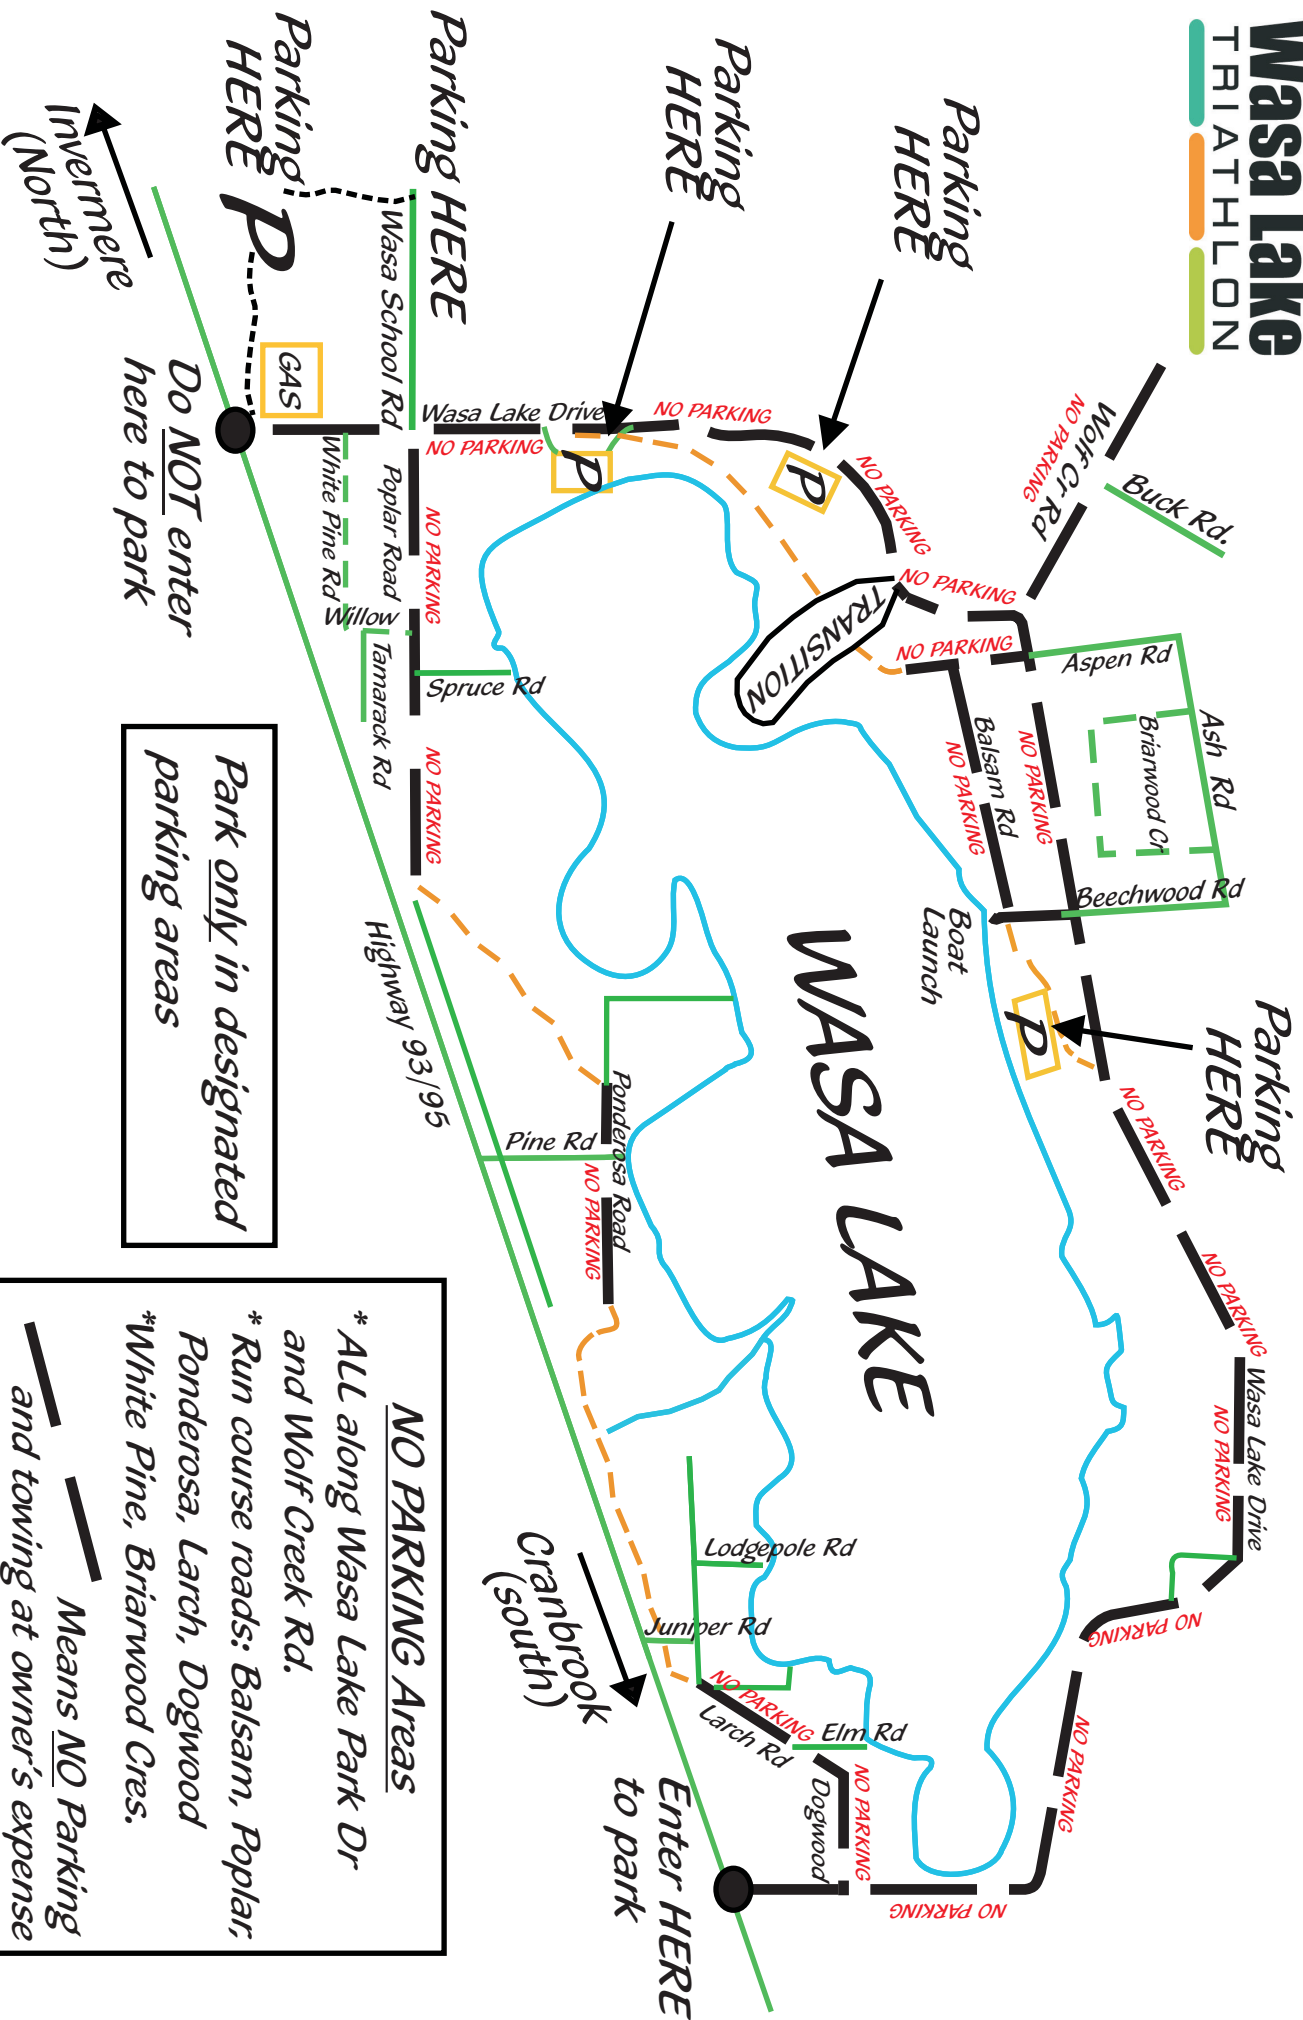 Wasa Lake
TRIATHLON
Wolf Cr Rd
NO PARKING
Buck Rd.
Parking
HERE
Parking
HERE
Parking HERE
Parking
HERE
P
Invermere
(North)
GAS
Do NOT enter
here to park
Wasa School Rd
Wasa Lake Drive
NO PARKING
NO PARKING
P
P
NO PARKING
NO PARKING
TRANSITION
NO PARKING
Aspen Rd
Ash Rd
Briarwood Cr
Beechwood Rd
Balsam Rd
NO PARKING
NO PARKING
Boat
Launch
Parking
HERE
P
NO PARKING
NO PARKING
Wasa Lake Drive
NO PARKING
NO PARKING
NO PARKING
NO PARKING
WASA LAKE
White Pine Rd
Poplar Road
NO PARKING
Willow
Tamarack Rd
Spruce Rd
NO PARKING
Highway 93/95
Ponderosa Road
Pine Rd
NO PARKING
Lodgepole Rd
Juniper Rd
NO PARKING
Larch Rd
Elm Rd
NO PARKING
Dogwood
Cranbrook
(south)
Enter HERE
to park
Park only in designated
parking areas
NO PARKING Areas
* ALL along Wasa Lake Park Dr
and Wolf Creek Rd.
* Run course roads: Balsam, Poplar,
Ponderosa, Larch, Dogwood
*White Pine, Briarwood Cres.
Means NO Parking
and towing at owner's expense